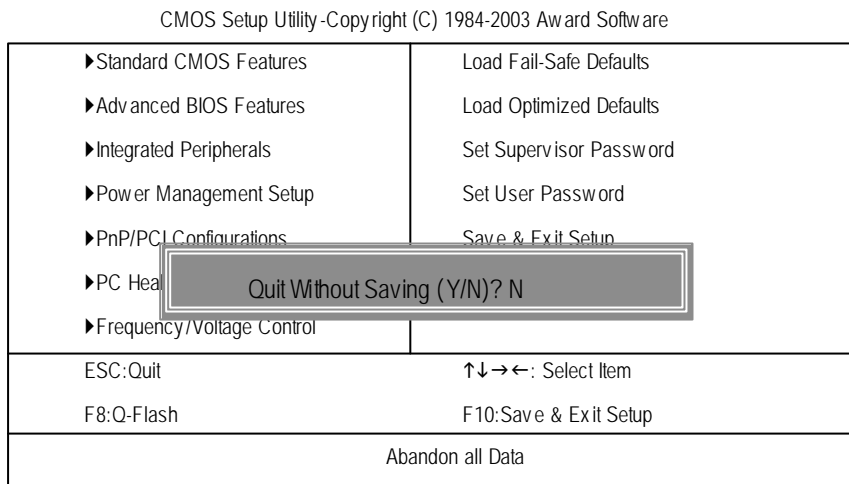 CMOS Setup Utility-Copyright (C) 1984-2003 Award Software
▶Standard CMOS Features
▶Advanced BIOS Features
▶Integrated Peripherals
▶Power Management Setup
▶PnP/PCI Configurations
▶PC Heal
▶Frequency/Voltage Control
Load Fail-Safe Defaults
Load Optimized Defaults
Set Supervisor Password
Set User Password
Save & Exit Setup
Quit Without Saving (Y/N)? N
ESC:Quit
↑↓→←: Select Item
F8:Q-Flash
F10:Save & Exit Setup
Abandon all Data